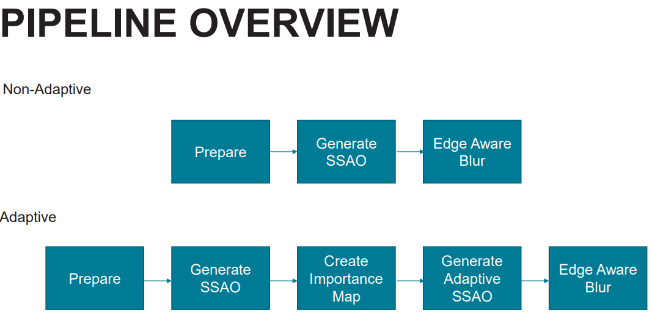 PIPELINE OVERVIEW
Non-Adaptive
Prepare
Generate
SSAO
Edge Aware
Blur
Adaptive
Prepare
Generate
SSAO
Create
Importance
Map
Generate
Adaptive
SSAO
Edge Aware
Blur